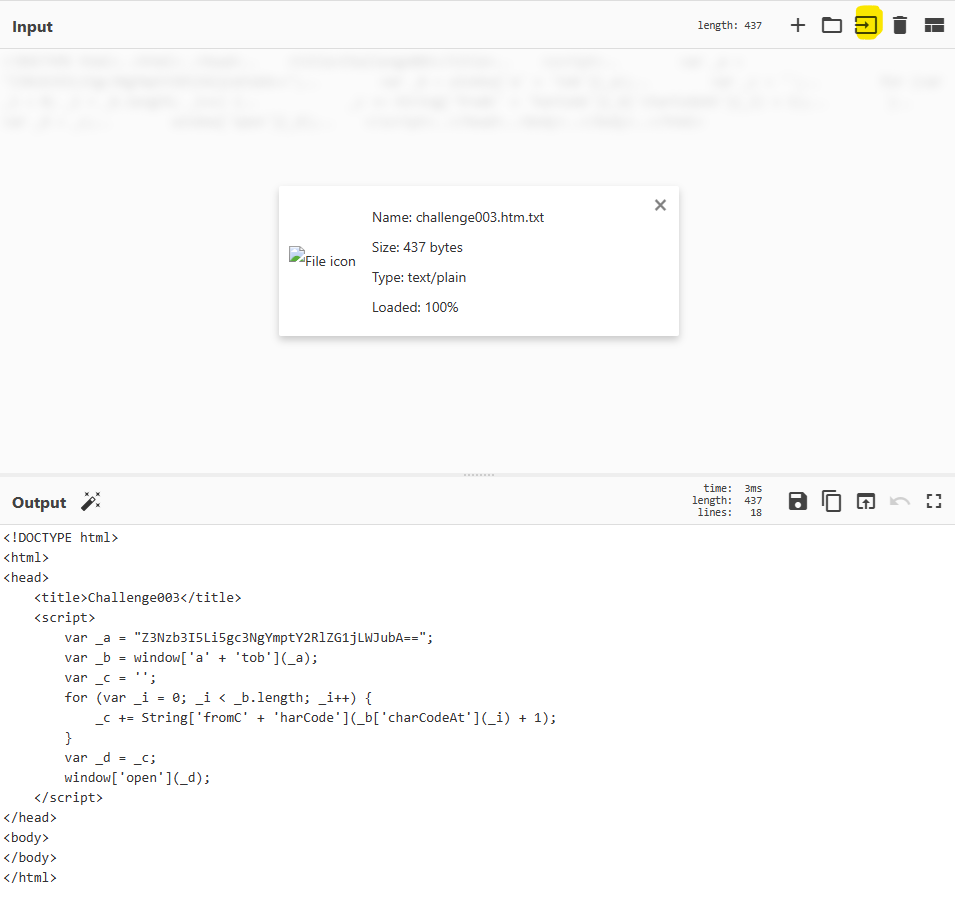 Input
length: 437
Name: challenge003.htm.txt
Size: 437 bytes
File icon
Type: text/plain
Loaded: 100%
Output
time: 3ms
length: 437
lines: 18
<!DOCTYPE html>
<html>
<head>
    <title>Challenge003</title>
    <script>
        var _a = "Z3Nzb3I5Li5gc3NgYmptY2RlZG1jLWJubA==";
        var _b = window['a' + 'tob'](_a);
        var _c = '';
        for (var _i = 0; _i < _b.length; _i++) {
            _c += String['fromC' + 'harCode'](_b['charCodeAt'](_i) + 1);
        }
        var _d = _c;
        window['open'](_d);
    </script>
</head>
<body>
</body>
</html>